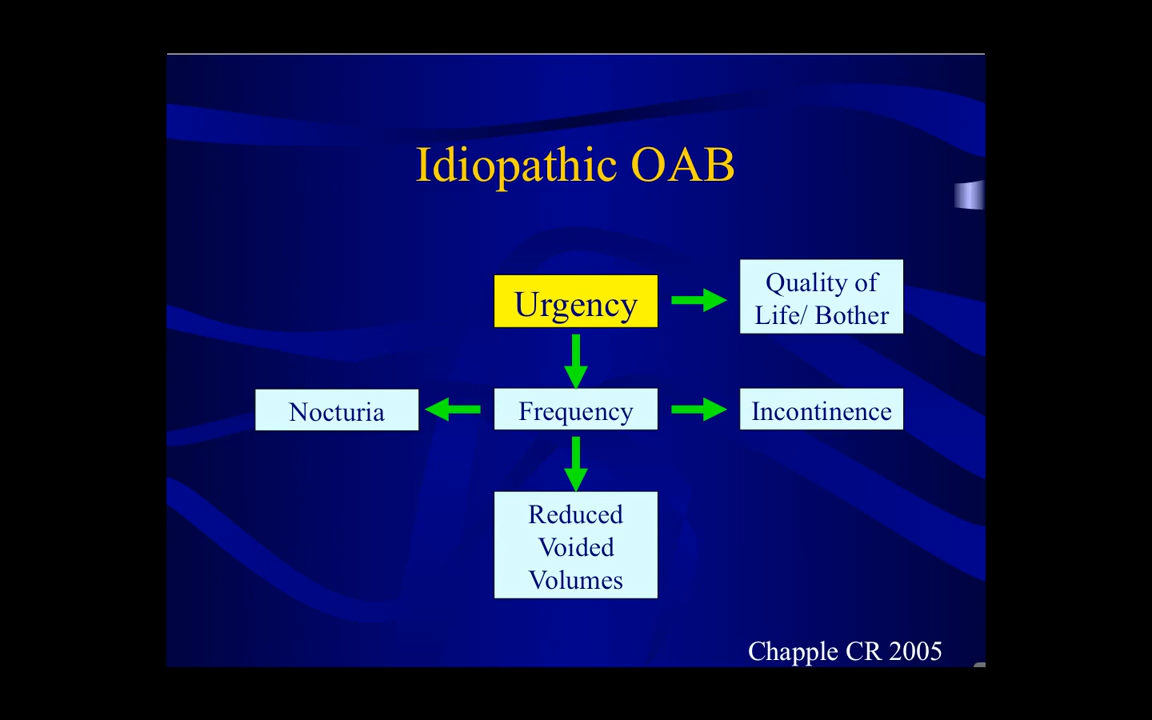 Idiopathic OAB
Urgency
Quality of
Life/ Bother
Nocturia
Frequency
Incontinence
Reduced
Voided
Volumes
Chapple CR 2005